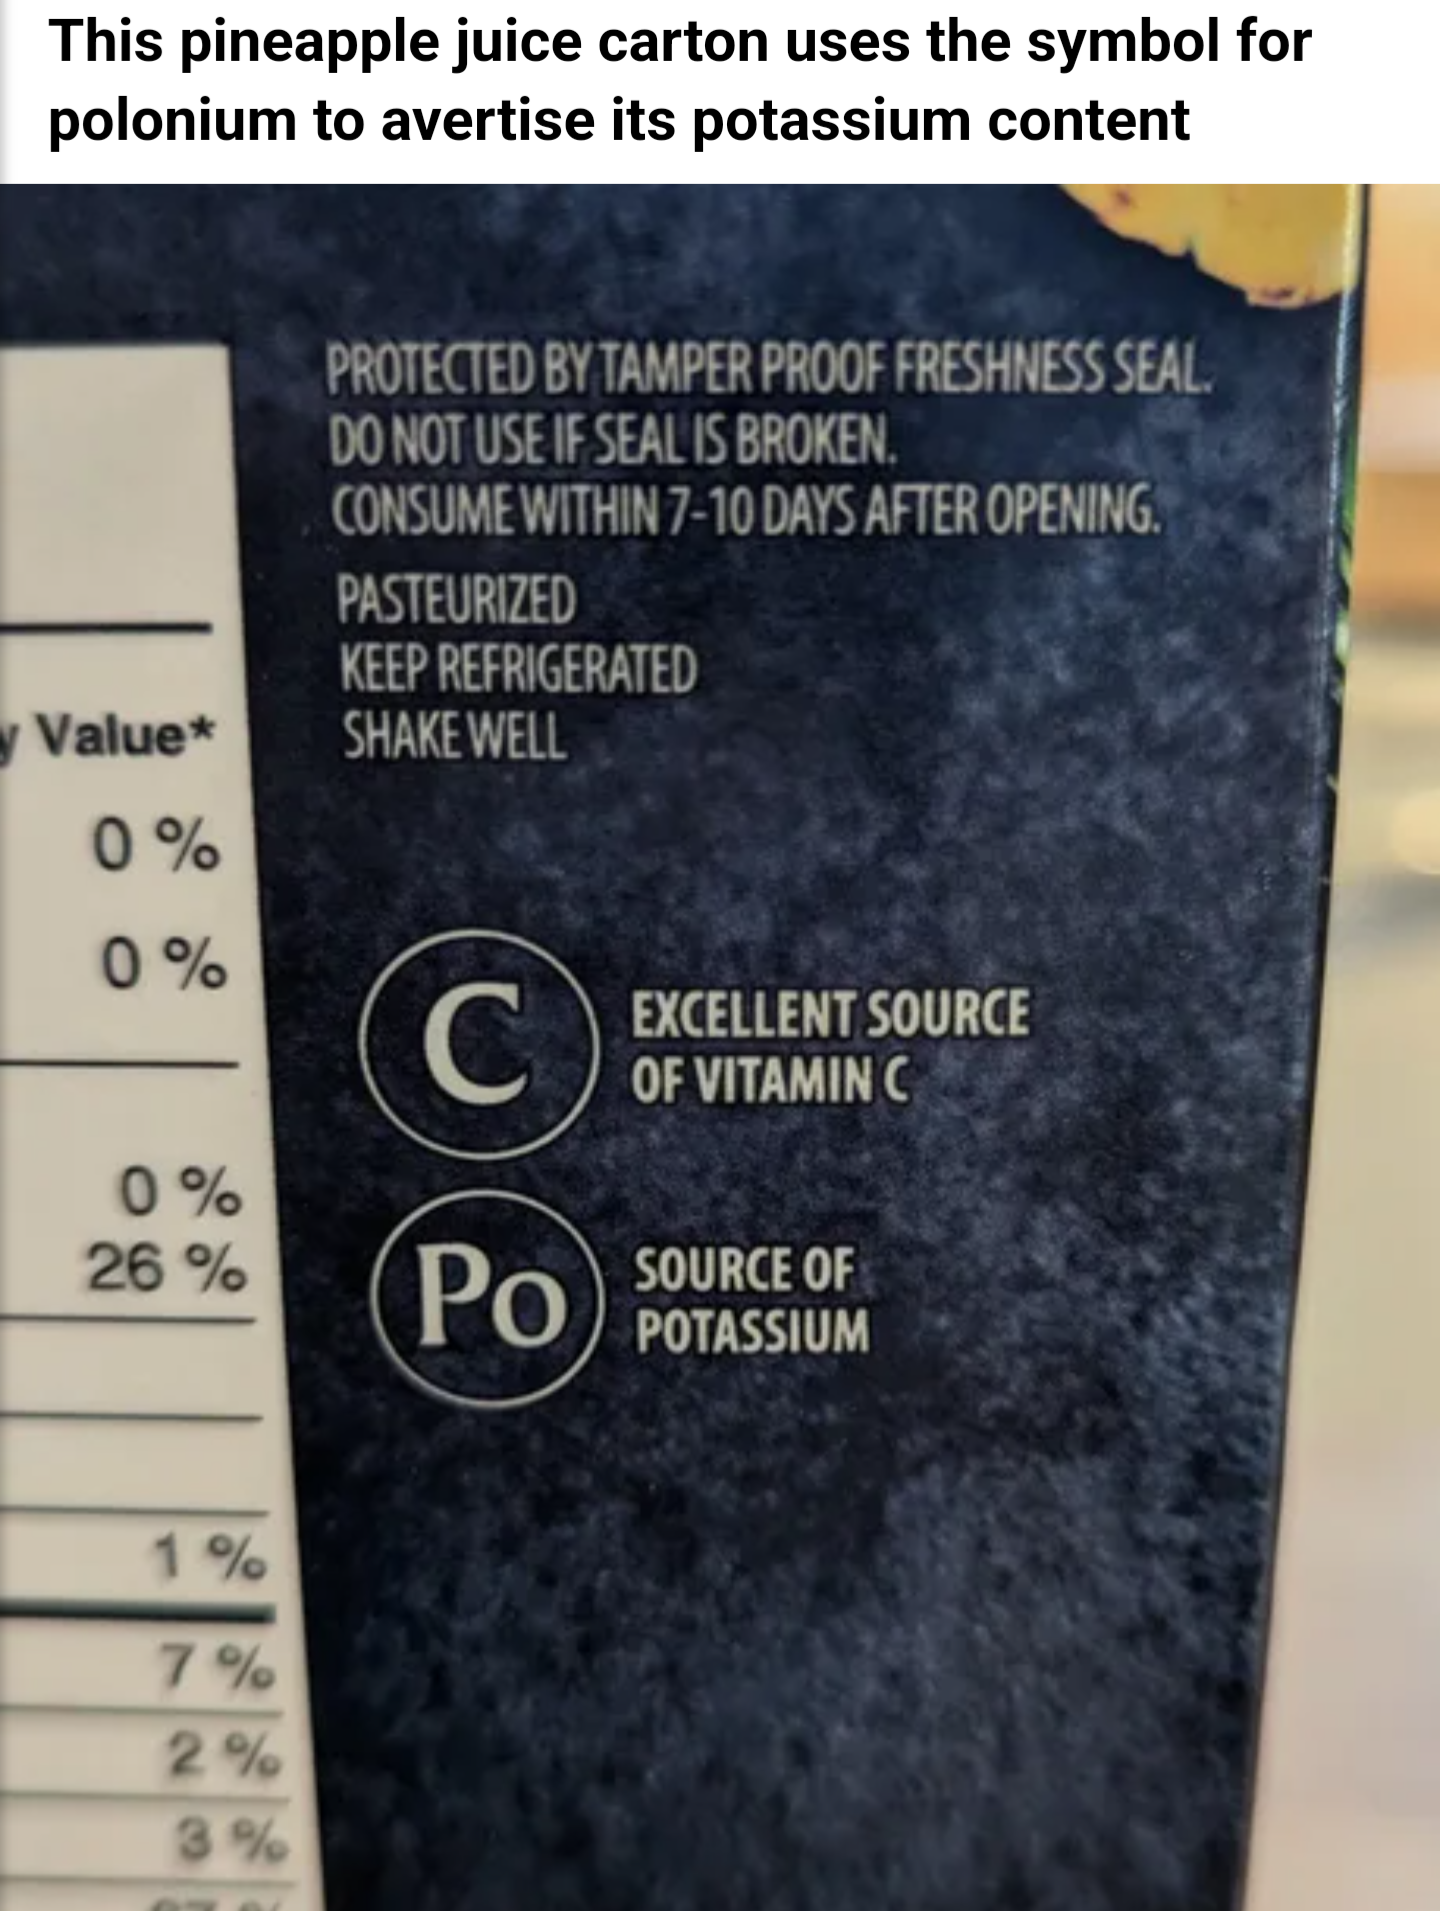 This pineapple juice carton uses the symbol for
polonium to avertise its potassium content
PROTECTED BY TAMPER PROOF FRESHNESS SEAL.
DO NOT USE IF SEAL IS BROKEN.
CONSUME WITHIN 7-10 DAYS AFTER OPENING.
PASTEURIZED
KEEP REFRIGERATED
SHAKE WELL
Value*
0 %
0 %
0 %
26 %
1 %
7 %
2 %
3 %
C
EXCELLENT SOURCE
OF VITAMIN C
Po
SOURCE OF
POTASSIUM